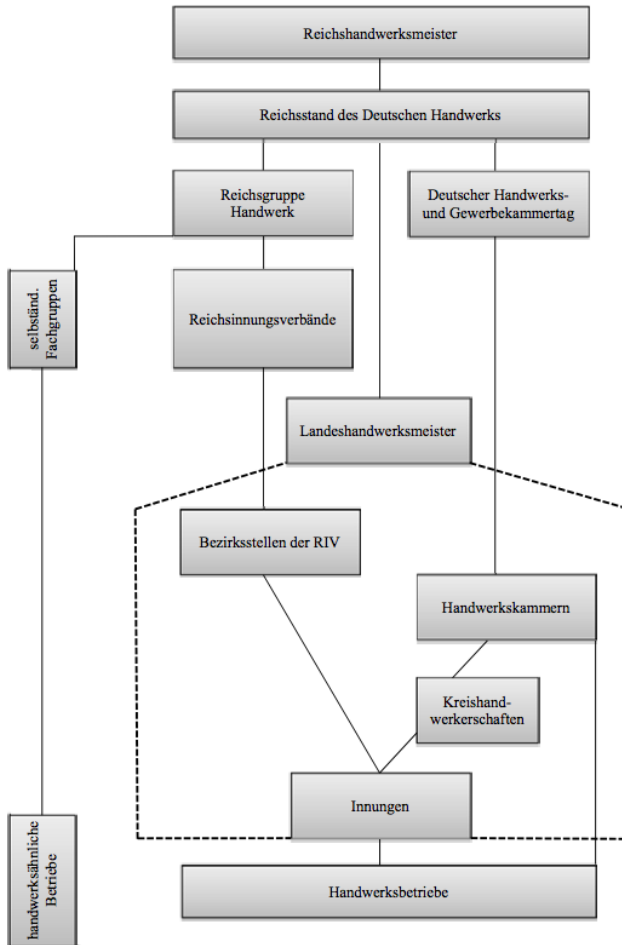 Reichshandwerksmeister
Reichsstand des Deutschen Handwerks
Reichsgruppe
Handwerk
Deutscher Handwerks-
und Gewerbekammertag
selbständ.
Fachgruppen
Reichsinnungsverbände
Landeshandwerksmeister
Bezirksstellen der RIV
Handwerkskammern
Kreishand-
werkerschaften
Innungen
handwerksähnliche
Betriebe
Handwerksbetriebe